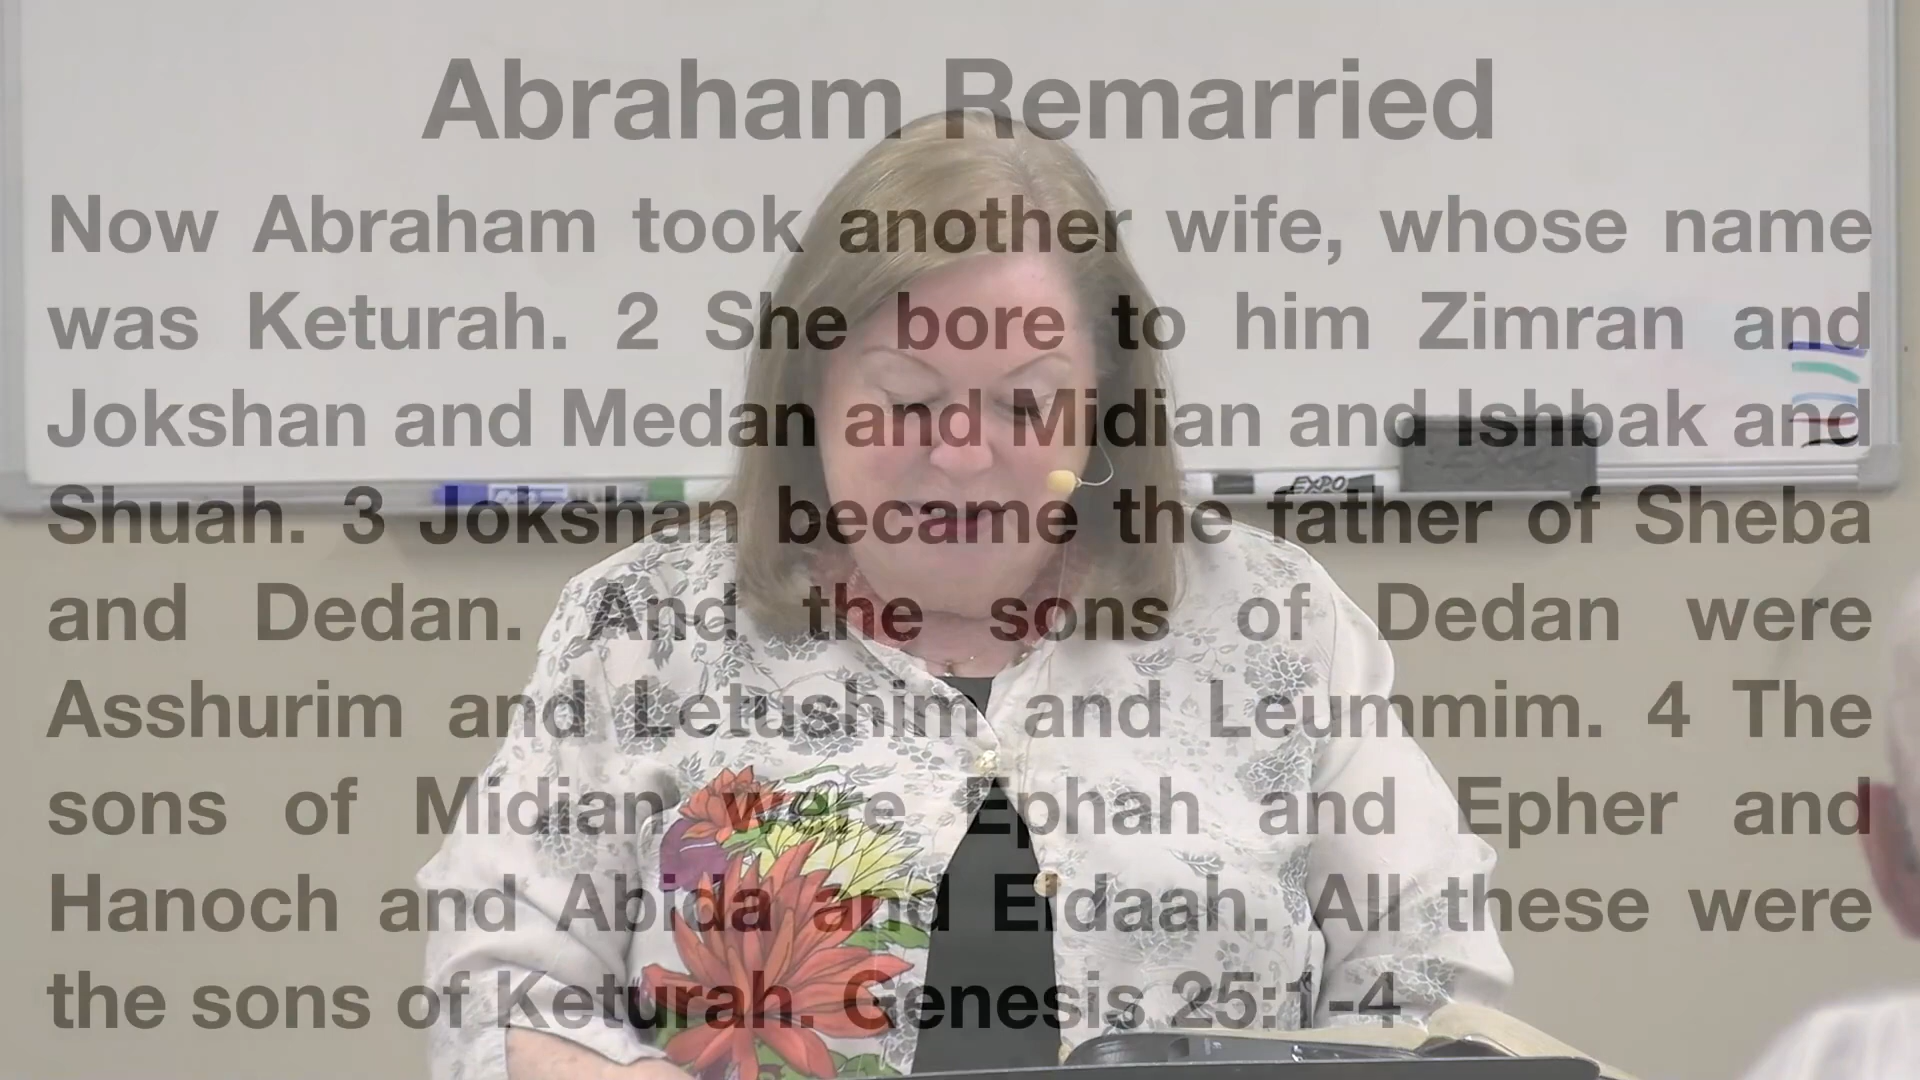 Abraham Remarried
Now Abraham took another wife, whose name
was Keturah. 2 She bore to him Zimran and
Jokshan and Medan and Midian and Ishbak and
Shuah. 3 Jokshan became the father of Sheba
and Dedan. And the sons of Dedan were
Asshurim and Letushim and Leummim. 4 The
sons of Midian were Ephah and Epher and
Hanoch and Abida and Eldaah. All these were
the sons of Keturah. Genesis 25:1-4
EXPO